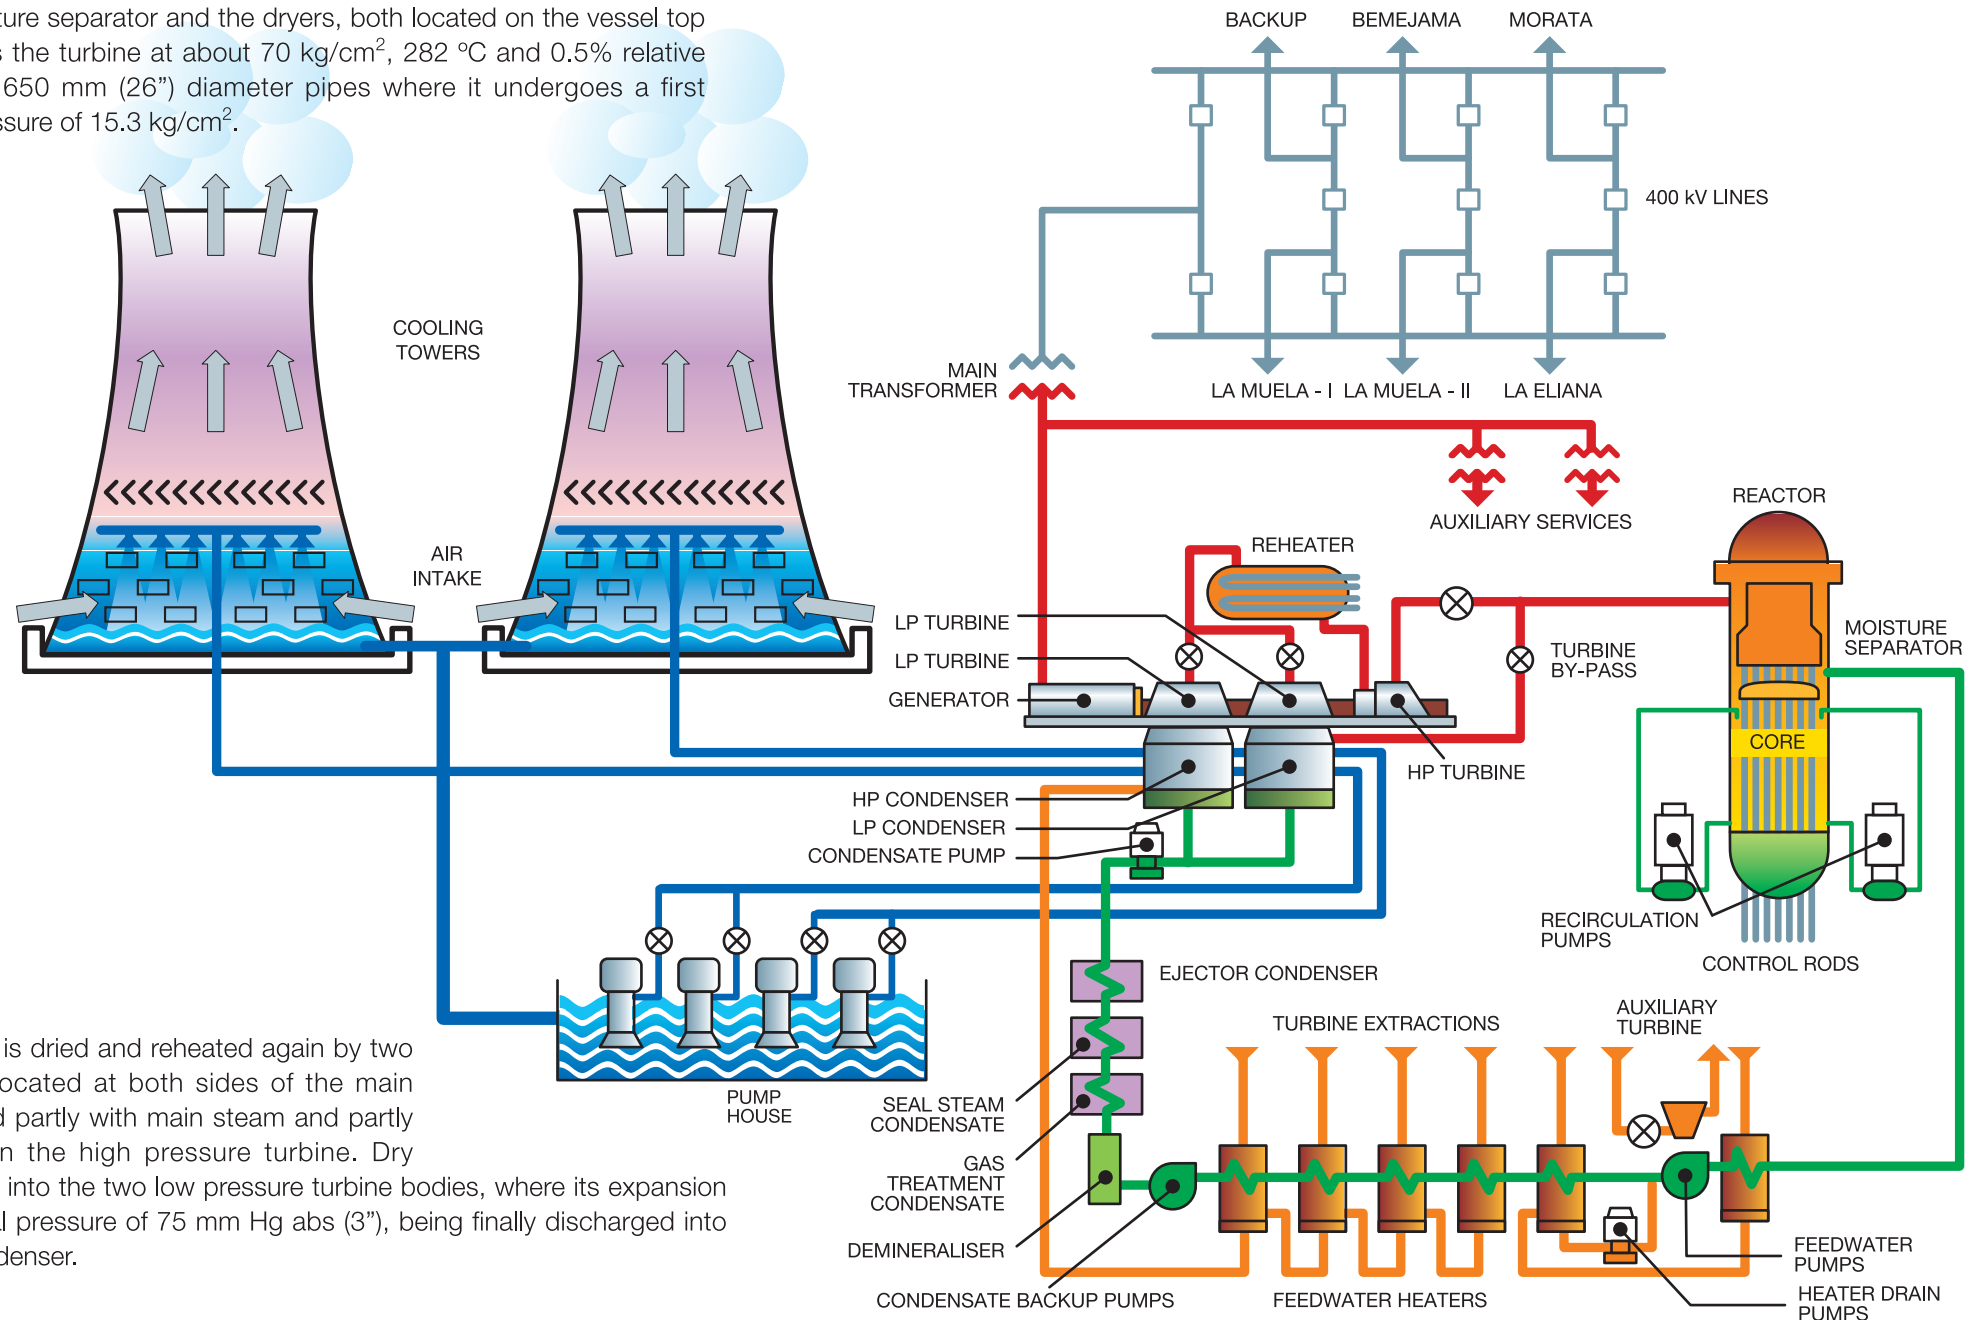 ture separator and the dryers, both located on the vessel top
s the turbine at about 70 kg/cm², 282 ºC and 0.5% relative
650 mm (26”) diameter pipes where it undergoes a first
ssure of 15.3 kg/cm².
BACKUP
BEMEJAMA
MORATA
400 kV LINES
COOLING
TOWERS
MAIN
TRANSFORMER
LA MUELA - I
LA MUELA - II
LA ELIANA
AUXILIARY SERVICES
REACTOR
AIR
INTAKE
REHEATER
LP TURBINE
LP TURBINE
GENERATOR
TURBINE
BY-PASS
MOISTURE
SEPARATOR
CORE
HP TURBINE
HP CONDENSER
LP CONDENSER
CONDENSATE PUMP
RECIRCULATION
PUMPS
CONTROL RODS
EJECTOR CONDENSER
TURBINE EXTRACTIONS
AUXILIARY
TURBINE
is dried and reheated again by two
ocated at both sides of the main
d partly with main steam and partly
n the high pressure turbine. Dry
into the two low pressure turbine bodies, where its expansion
al pressure of 75 mm Hg abs (3”), being finally discharged into
denser.
PUMP
HOUSE
SEAL STEAM
CONDENSATE
GAS
TREATMENT
CONDENSATE
DEMINERALISER
CONDENSATE BACKUP PUMPS
FEEDWATER HEATERS
FEEDWATER
PUMPS
HEATER DRAIN
PUMPS